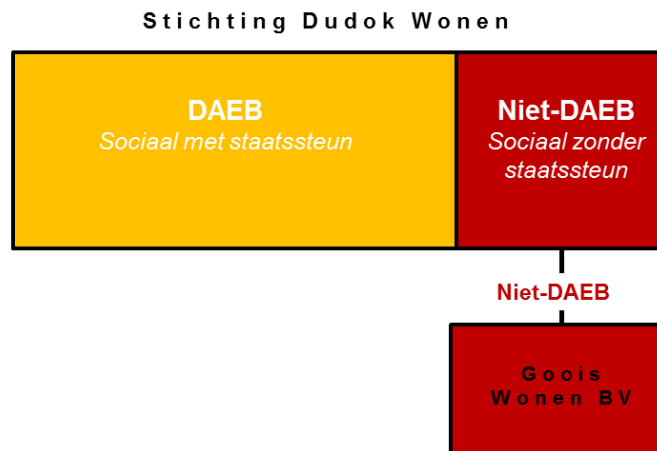 Stichting Dudok Wonen
DAEB
Sociaal met staatssteun
Niet-DAEB
Sociaal zonder
staatssteun
Niet-DAEB
Goois
Wonen BV